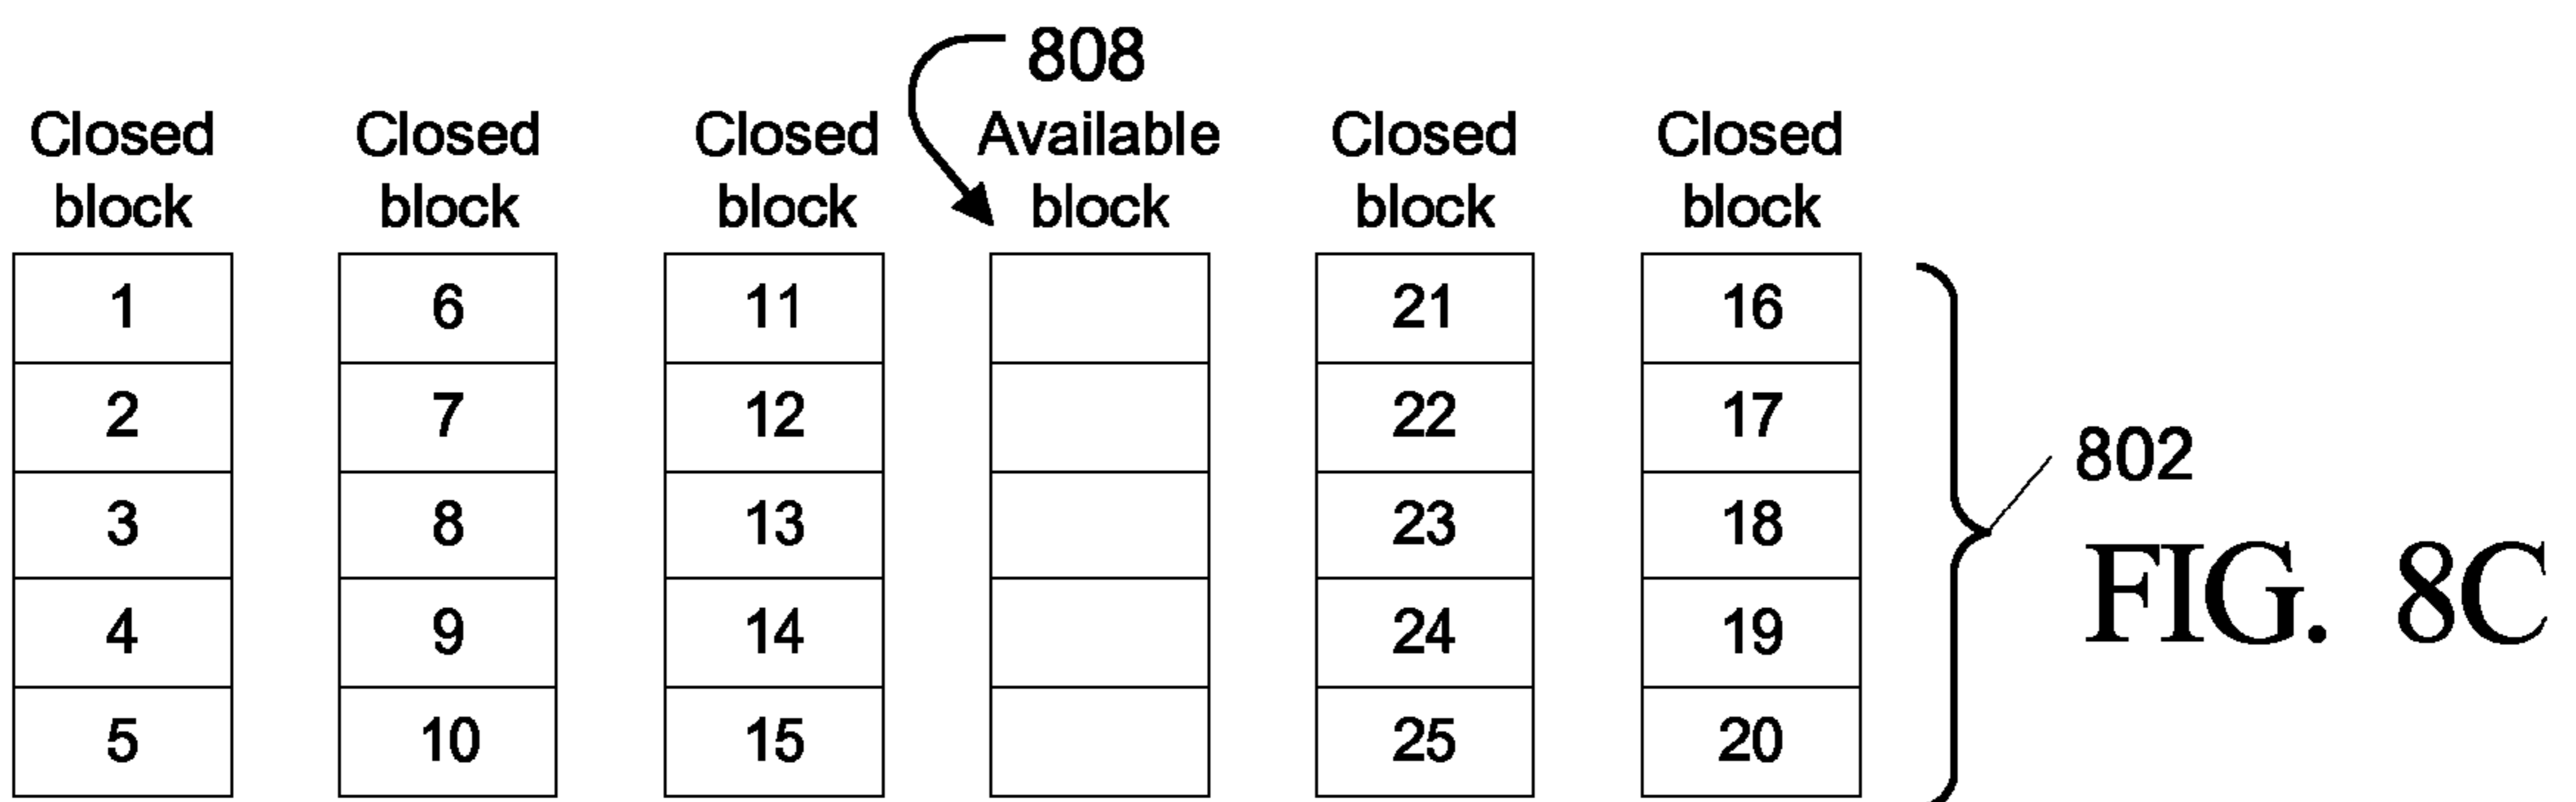 808
Closed Closed Closed Available Closed Closed
block block block block block block
1 6 11 21 16
2 7 12 22 17
3 8 13 23 18
4 9 14 24 19
5 10 15 25 20
802
FIG. 8C